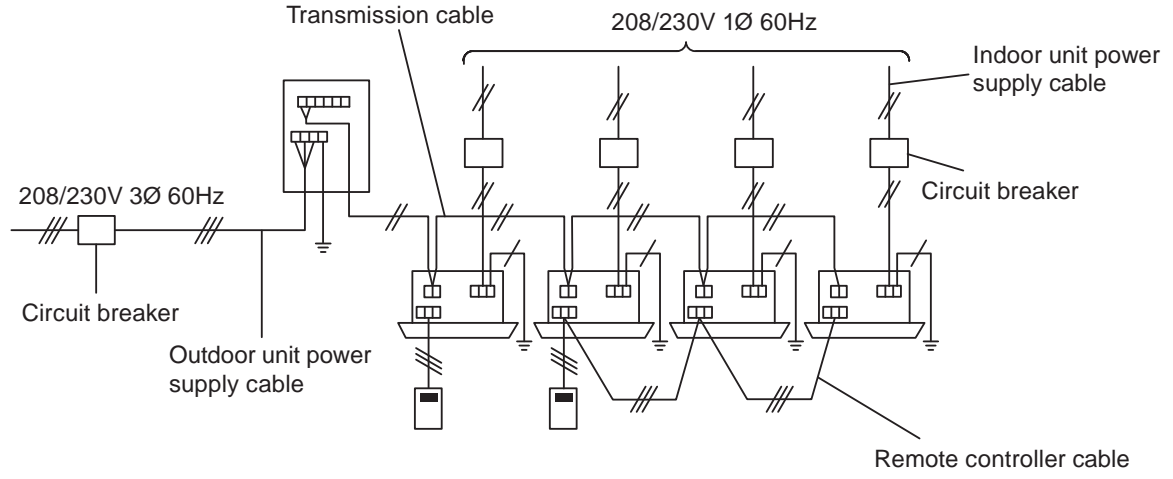 Transmission cable
208/230V 1Ø 60Hz
Indoor unit power
supply cable
Circuit breaker
208/230V 3Ø 60Hz
Circuit breaker
Outdoor unit power
supply cable
Remote controller cable